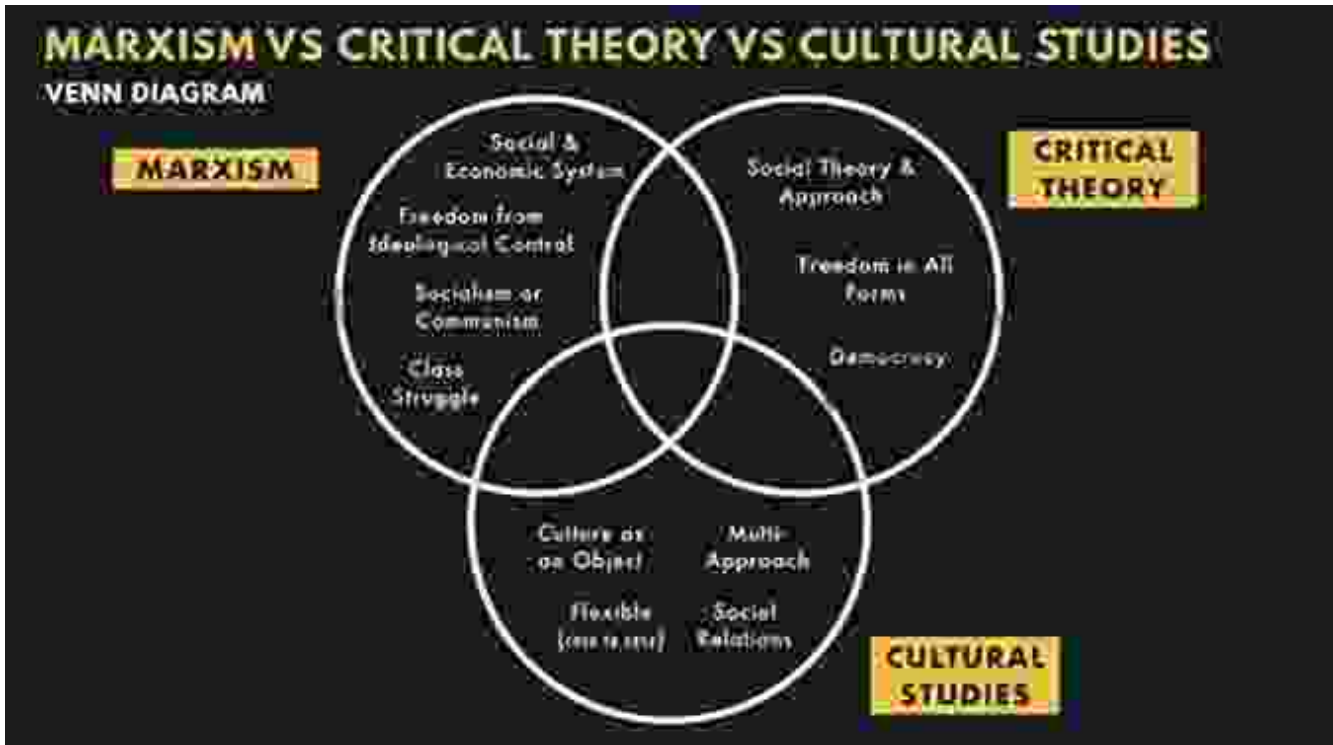 MARXISM VS CRITICAL THEORY VS CULTURAL STUDIES
VENN DIAGRAM
MARXISM
Social &
Economic System
Freedom from
Ideological Control
Socialism or
Communism
Class
Struggle
CRITICAL
THEORY
Social Theory &
Approach
Freedom in All
Forms
Democracy
Culture as
an Object
Multi-
Approach
Flexible
Social
Relations
CULTURAL
STUDIES